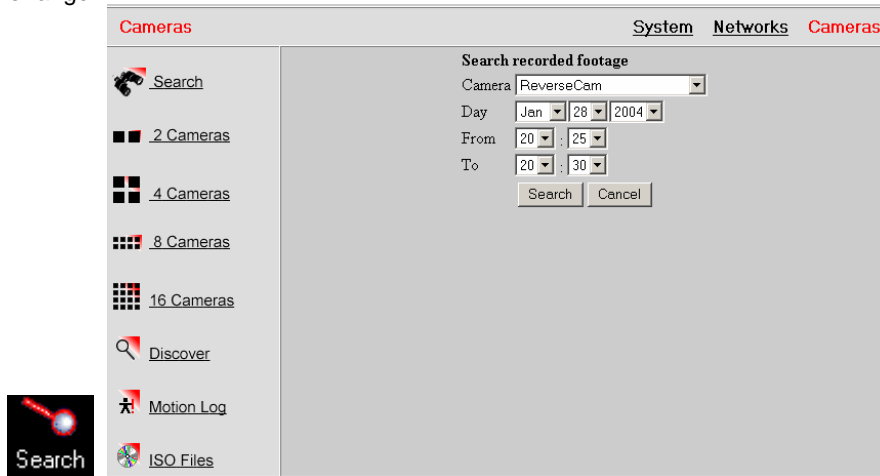 Cameras System Networks Cameras
Search
2 Cameras
4 Cameras
8 Cameras
16 Cameras
Discover
Motion Log
ISO Files
Search recorded footage
Camera ReverseCam
Day Jan 28 2004
From 20 : 25
To 20 : 30
Search Cancel
Search